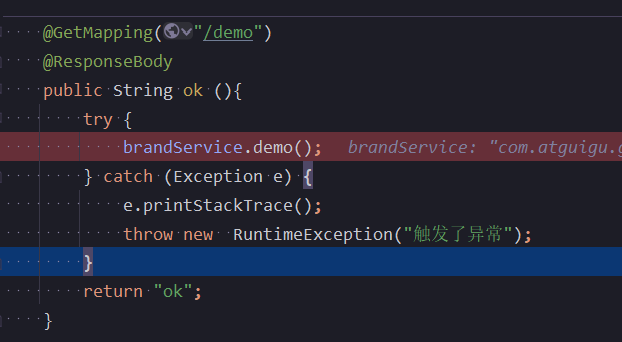 @GetMapping("/demo")
@ResponseBody
public String ok (){
try {
brandService.demo(); brandService: "com.atguigu.g
} catch (Exception e) {
e.printStackTrace();
throw new RuntimeException("触发了异常");
}
return "ok";
}